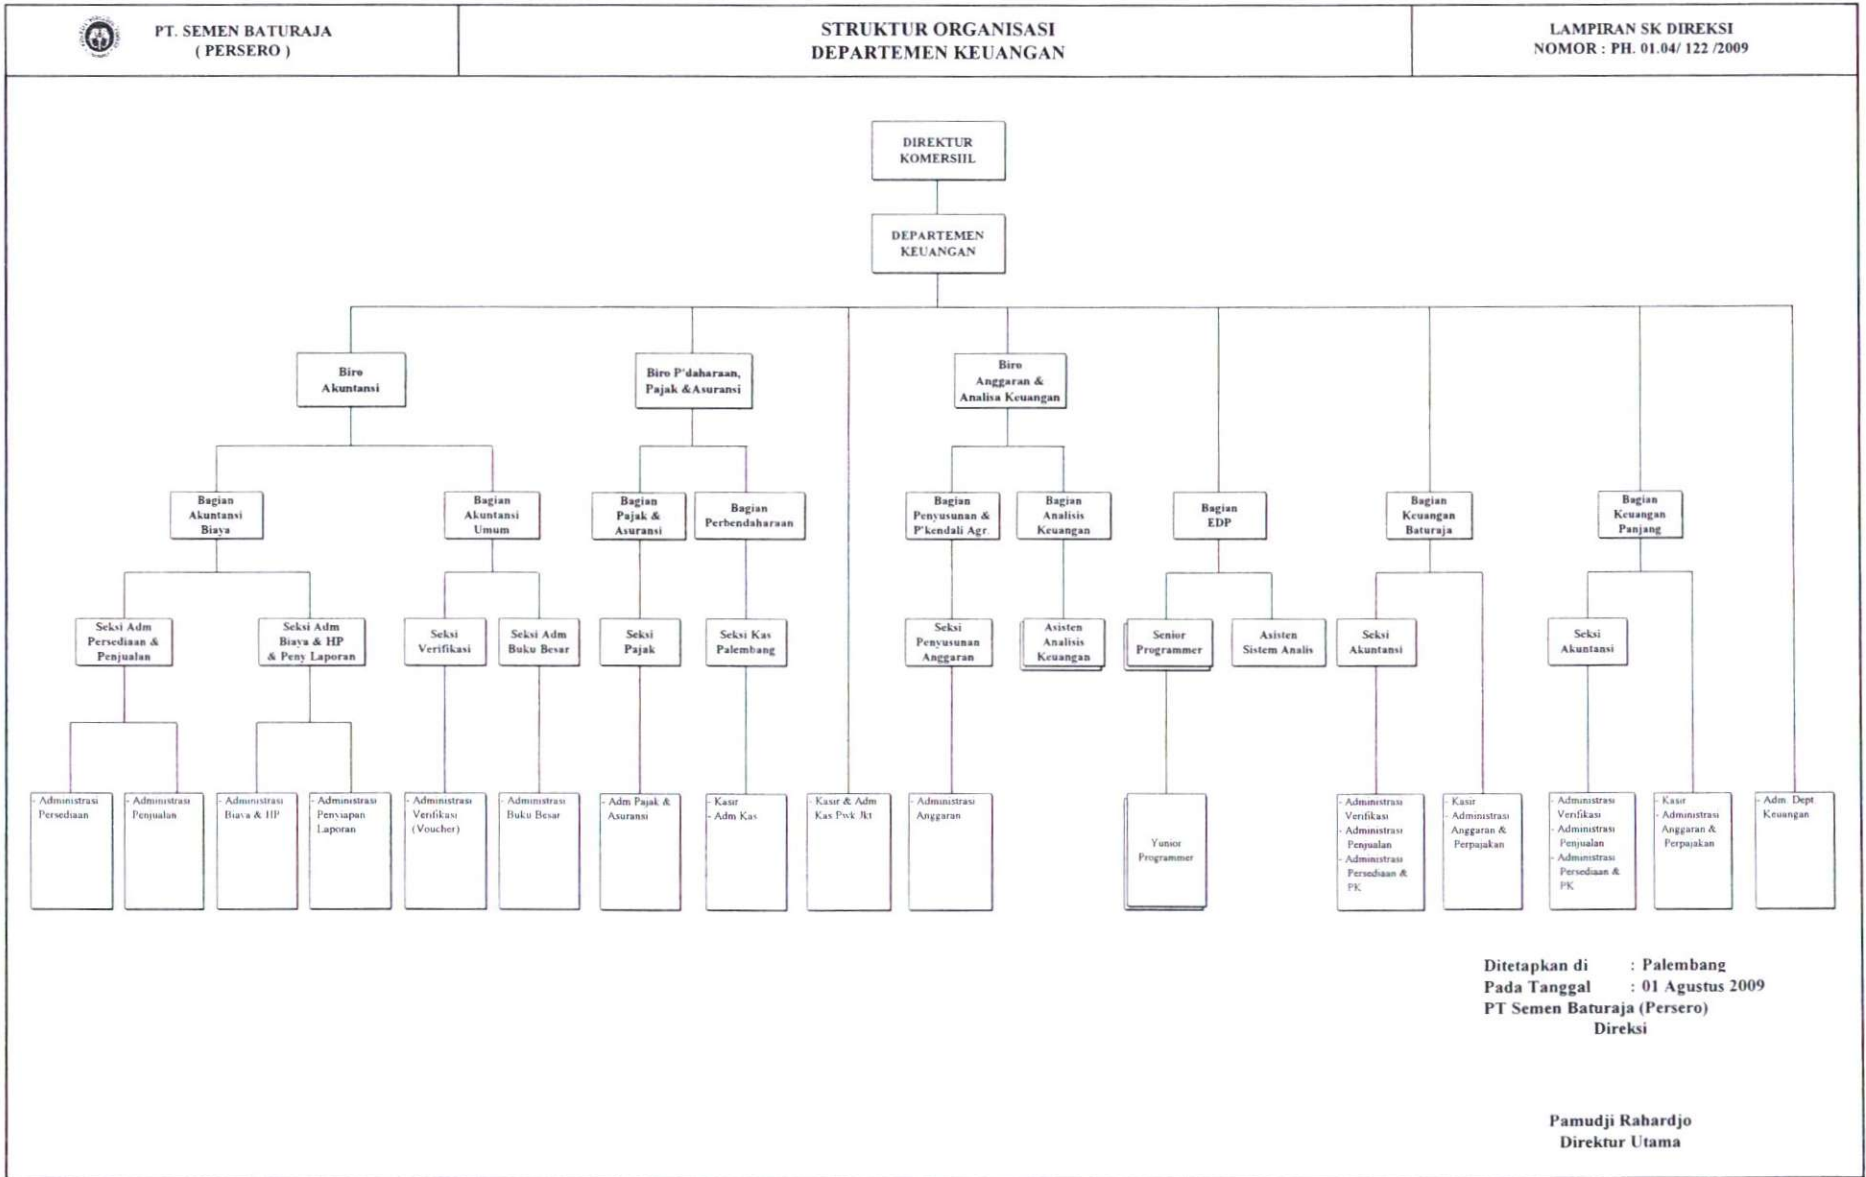 PT. SEMEN BATURAJA
( PERSERO )
STRUKTUR ORGANISASI
DEPARTEMEN KEUANGAN
LAMPIRAN SK DIREKSI
NOMOR : PH. 01.04/ 122 /2009
DIREKTUR
KOMERSIIL
DEPARTEMEN
KEUANGAN
Biro
Akuntansi
Biro P'daharaan,
Pajak &Asuransi
Biro
Anggaran &
Analisa Keuangan
Bagian
Akuntansi
Biaya
Bagian
Akuntansi
Umum
Bagian
Pajak &
Asuransi
Bagian
Perbendaharaan
Bagian
Penyusunan &
P'kendali Agr.
Bagian
Analisis
Keuangan
Bagian
EDP
Bagian
Keuangan
Baturaja
Bagian
Keuangan
Panjang
Seksi Adm
Persediaan &
Penjualan
Seksi Adm
Biaya & HP
& Peny Laporan
Seksi
Verifikasi
Seksi Adm
Buku Besar
Seksi
Pajak
Seksi Kas
Palembang
Seksi
Penyusunan
Anggaran
Asisten
Analisis
Keuangan
Senior
Programmer
Asisten
Sistem Analis
Seksi
Akuntansi
Seksi
Akuntansi
- Administrasi
Persediaan
- Administrasi
Penjualan
- Administrasi
Biaya & HP
- Administrasi
Penyiapan
Laporan
- Administrasi
Verifikasi
(Voucher)
- Administrasi
Buku Besar
- Adm Pajak &
Asuransi
- Kasir
- Adm Kas
- Kasir & Adm
Kas Pwk Jkt
- Administrasi
Anggaran
Yunior
Programmer
- Administrasi
Verifikasi
- Administrasi
Penjualan
- Administrasi
Persediaan &
PK
- Kasir
- Administrasi
Anggaran &
Perpajakan
- Administrasi
Verifikasi
- Administrasi
Penjualan
- Administrasi
Persediaan &
PK
- Kasir
- Administrasi
Anggaran &
Perpajakan
- Adm. Dept
Keuangan
Ditetapkan di : Palembang
Pada Tanggal : 01 Agustus 2009
PT Semen Baturaja (Persero)
Direksi
Pamudji Rahardjo
Direktur Utama